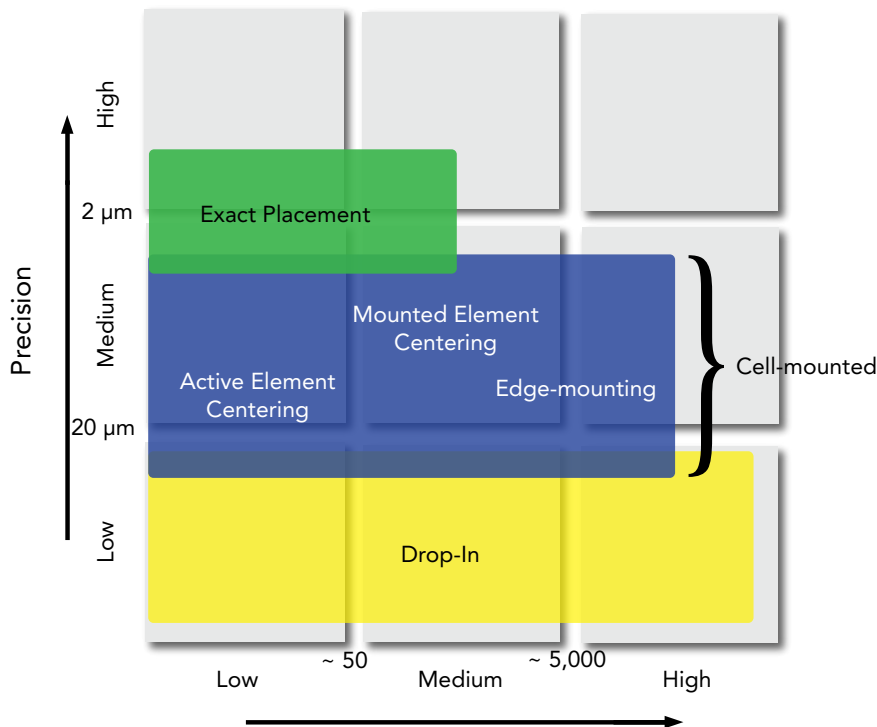 High
2 μm
Exact Placement
Precision
Medium
Mounted Element
Centering
Active Element
Centering
Edge-mounting
Cell-mounted
20 μm
Low
Drop-In
~ 50
~ 5,000
Low
Medium
High